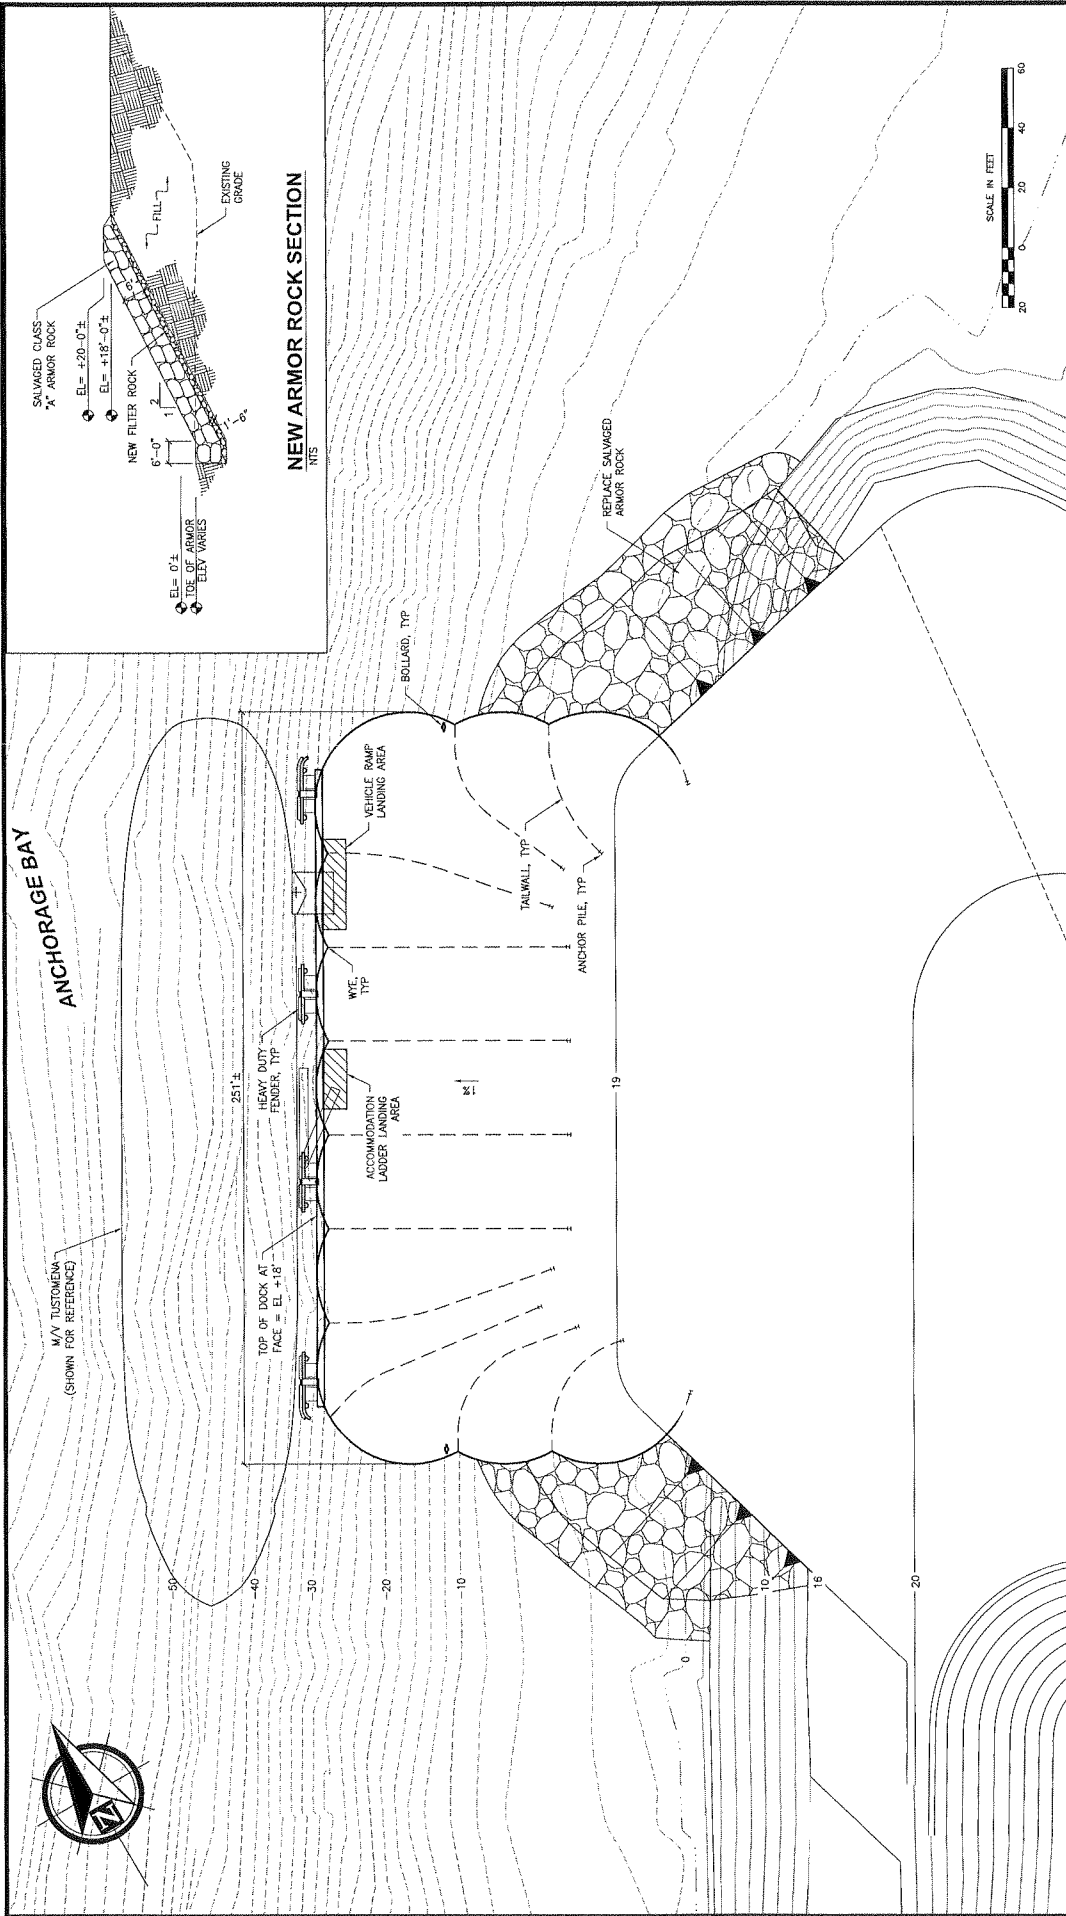 ANCHORAGE BAY
M/V TUSTOMENA
(SHOWN FOR REFERENCE)
251'±
HEAVY DUTY
FENDER, TYP
TOP OF DOCK AT
FACE = EL +18'
WYE,
TYP
ACCOMMODATION
LADDER LANDING
AREA
VEHICLE RAMP
LANDING AREA
BOLLARD, TYP
TAILWALL, TYP
ANCHOR PILE, TYP
REPLACE SALVAGED
ARMOR ROCK
-50
-40
-30
-20
-10
0
10
16
19
20
N
SALVAGED CLASS
"A" ARMOR ROCK
EL= +20'-0"±
EL= +18'-0"±
NEW FILTER ROCK
6'-0"
1
2
6'
FILL
EXISTING
GRADE
EL= 0'±
TOE OF ARMOR
ELEV VARIES
NEW ARMOR ROCK SECTION
NTS
SCALE IN FEET
20
0
20
40
60